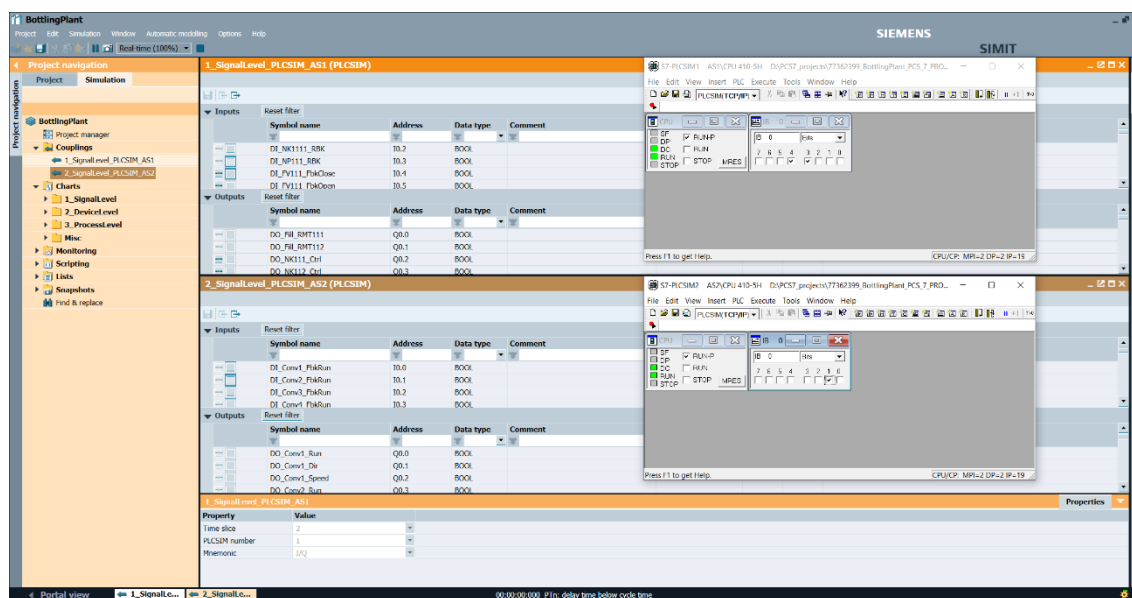 BottlingPlant
Project Edit Simulation Window Automatic modelling Options Help
SIEMENS
Real-time (100%)
SIMIT
Project navigation
Project Simulation
Project navigation
BottlingPlant
Project manager
Couplings
1_SignalLevel_PLCSIM_AS1
2_SignalLevel_PLCSIM_AS2
Charts
1_SignalLevel
2_DeviceLevel
3_ProcessLevel
Misc
Monitoring
Scripting
Lists
Snapshots
Find & replace
1_SignalLevel_PLCSIM_AS1 (PLCSIM)
Inputs Reset filter
Symbol name Address Data type Comment
DI_NK1111_RBK I0.2 BOOL
DI_NP111_RBK I0.3 BOOL
DI_FV111_FbkClose I0.4 BOOL
DI_FV111_FbkOpen I0.5 BOOL
Outputs Reset filter
Symbol name Address Data type Comment
DO_Fill_RMT111 Q0.0 BOOL
DO_Fill_RMT112 Q0.1 BOOL
DO_NK111_Ctrl Q0.2 BOOL
DO_NK112_Ctrl Q0.3 BOOL
S7-PLCSIM1 AS1\CPU 410-5H D:\PCS7_projects\77362399_BottlingPlant_PCS_7_PRO...
File Edit View Insert PLC Execute Tools Window Help
PLCSIM(TCP/IP)
CPU
SF
DP
DC
RUN
STOP
RUN-P
RUN
STOP MRES
IB 0
IB 0 Bits
7 6 5 4 3 2 1 0
Press F1 to get Help. CPU/CP: MPI=2 DP=2 IP=19
2_SignalLevel_PLCSIM_AS2 (PLCSIM)
Inputs Reset filter
Symbol name Address Data type Comment
DI_Conv1_FbkRun I0.0 BOOL
DI_Conv2_FbkRun I0.1 BOOL
DI_Conv3_FbkRun I0.2 BOOL
DI_Conv4_FbkRun I0.3 BOOL
Outputs Reset filter
Symbol name Address Data type Comment
DO_Conv1_Run Q0.0 BOOL
DO_Conv1_Dir Q0.1 BOOL
DO_Conv1_Speed Q0.2 BOOL
DO_Conv2_Run Q0.3 BOOL
S7-PLCSIM2 AS2\CPU 410-5H D:\PCS7_projects\77362399_BottlingPlant_PCS_7_PRO...
File Edit View Insert PLC Execute Tools Window Help
PLCSIM(TCP/IP)
CPU
SF
DP
DC
RUN
STOP
RUN-P
RUN
STOP MRES
IB 0
IB 0 Bits
7 6 5 4 3 2 1 0
Press F1 to get Help. CPU/CP: MPI=2 DP=2 IP=19
1_SignalLevel_PLCSIM_AS1 Properties
Property Value
Time slice 2
PLCSIM number 1
Mnemonic I/Q
Portal view 1_SignalLe... 2_SignalLe... 00:00:00:000 PTn: delay time below cycle time